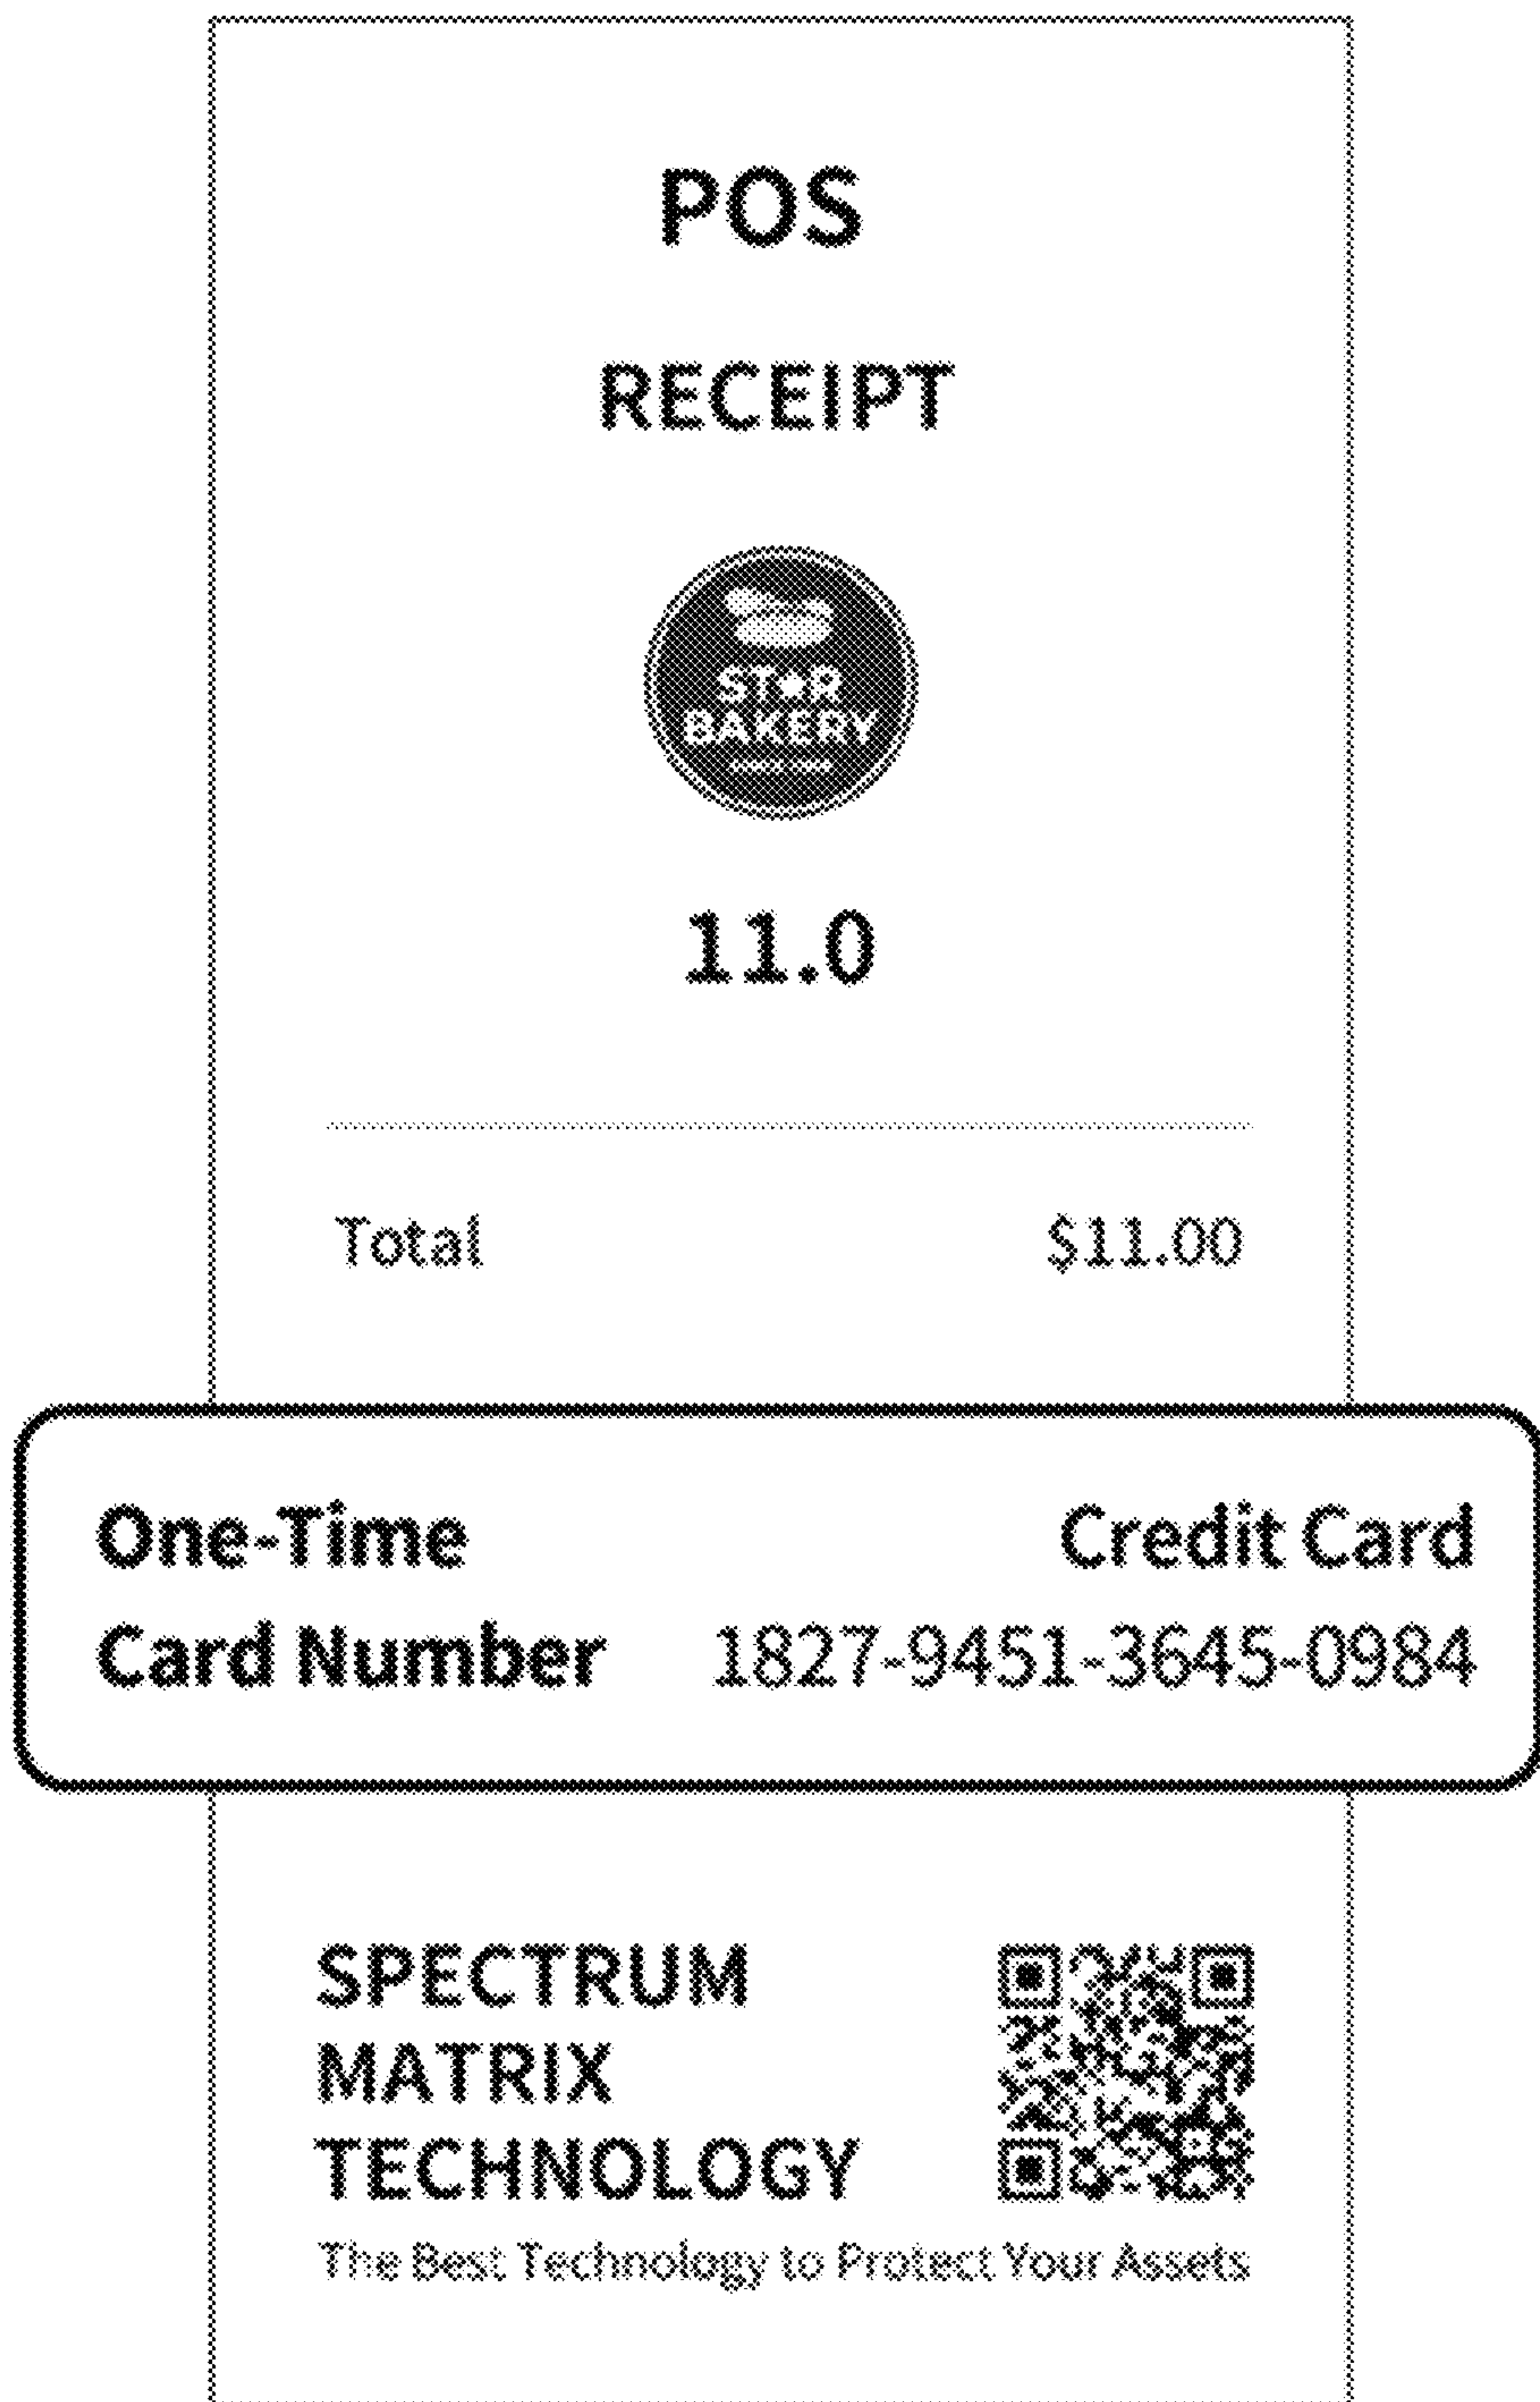 POS
RECEIPT
ST★R
BAKERY
11.0
Total $11.00
One-Time Credit Card
Card Number 1827-9451-3645-0984
SPECTRUM
MATRIX
TECHNOLOGY
The Best Technology to Protect Your Assets